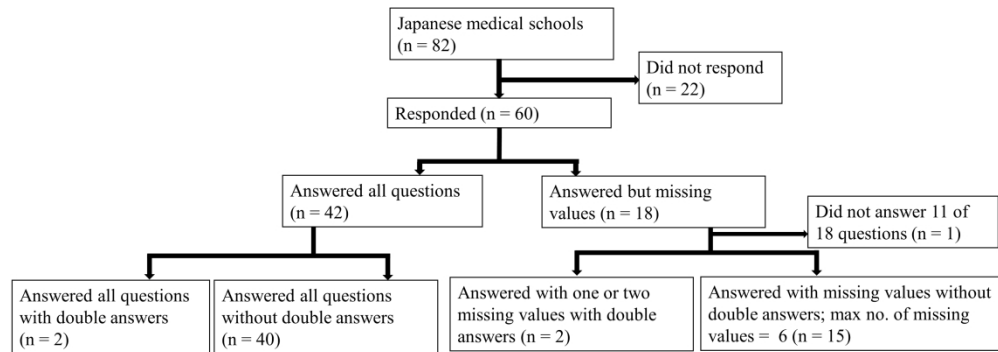 Japanese medical schools
(n = 82)
Did not respond
(n = 22)
Responded (n = 60)
Answered all questions
(n = 42)
Answered but missing
values (n = 18)
Did not answer 11 of
18 questions (n = 1)
Answered all questions
with double answers
(n = 2)
Answered all questions
without double answers
(n = 40)
Answered with one or two
missing values with double
answers (n = 2)
Answered with missing values without
double answers; max no. of missing
values = 6 (n = 15)